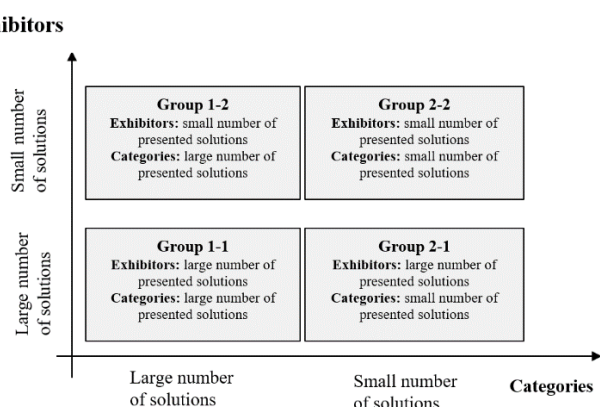 ibitors
Small number
of solutions
Group 1-2
Exhibitors: small number of
presented solutions
Categories: large number of
presented solutions
Group 2-2
Exhibitors: small number of
presented solutions
Categories: small number of
presented solutions
Large number
of solutions
Group 1-1
Exhibitors: large number of
presented solutions
Categories: large number of
presented solutions
Group 2-1
Exhibitors: large number of
presented solutions
Categories: small number of
presented solutions
Large number
of solutions
Small number
of solutions
Categories